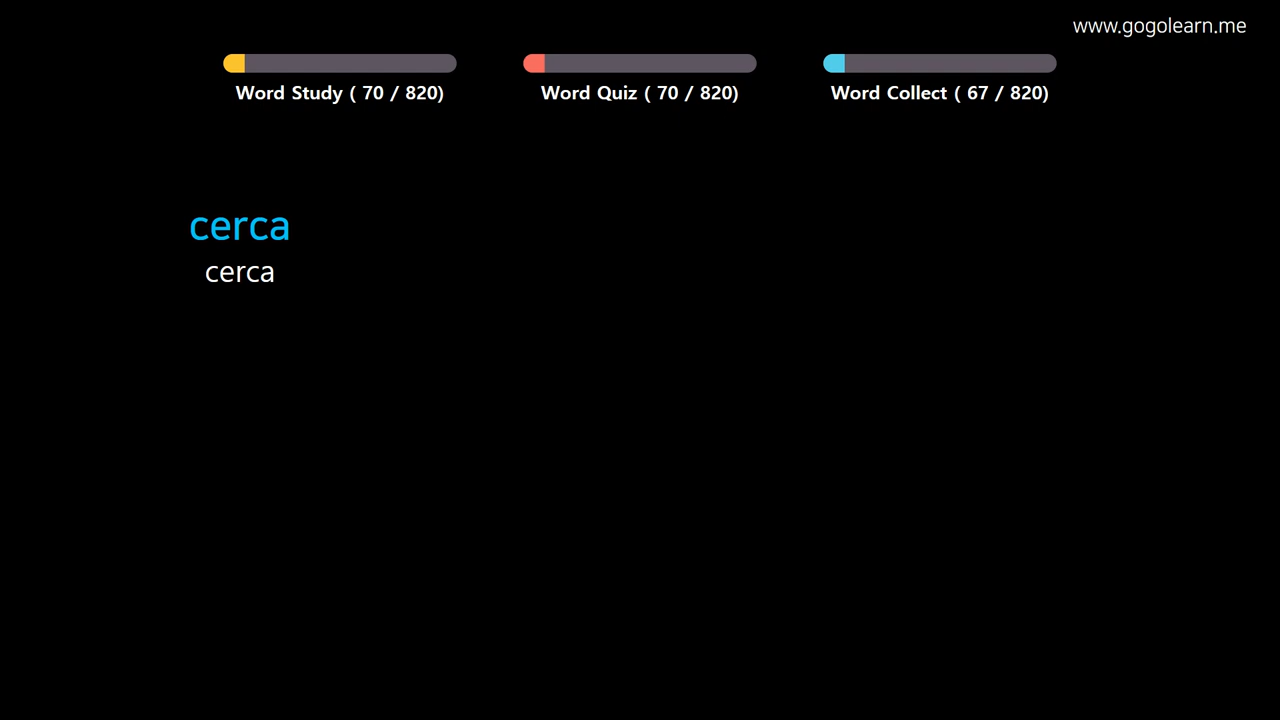 www.gogolearn.me
Word Study ( 70 / 820)
Word Quiz ( 70 / 820)
Word Collect ( 67 / 820)
cerca
cerca